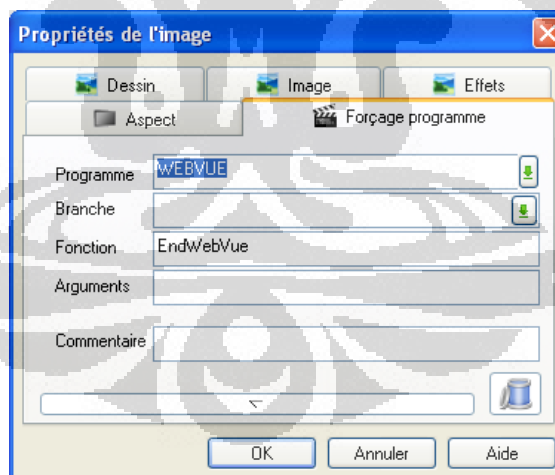 Propriétés de l'image
Dessin
Image
Effets
Aspect
Forçage programme
Programme
WEBVUE
Branche
Fonction
EndWebVue
Arguments
Commentaire
OK
Annuler
Aide